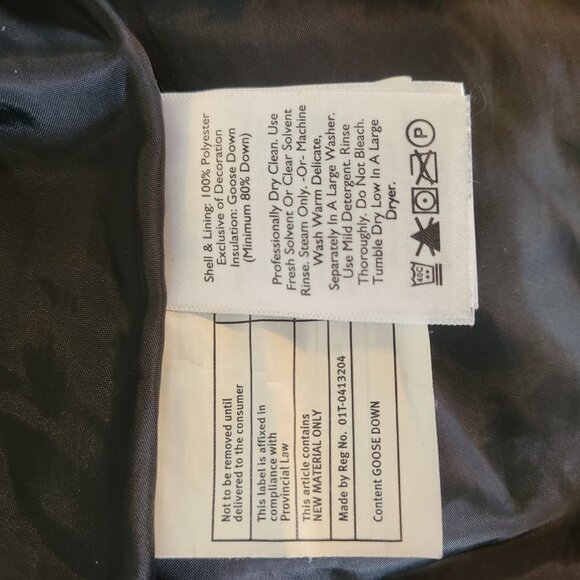 Shell & Lining: 100% Polyester
Exclusive of Decoration
Insulation: Goose Down
(Minimum 80% Down)
Professionally Dry Clean. Use
Fresh Solvent Or Clear Solvent
Rinse. Steam Only. -Or- Machine
Wash Warm Delicate,
Separately In A Large Washer.
Use Mild Detergent. Rinse
Thoroughly. Do Not Bleach.
Tumble Dry Low In A Large
Dryer.
40C
P
Not to be removed until
delivered to the consumer
This label is affixed in
compliance with
Provincial Law
This article contains
NEW MATERIAL ONLY
Made by Reg No. 01T-0413204
Content GOOSE DOWN